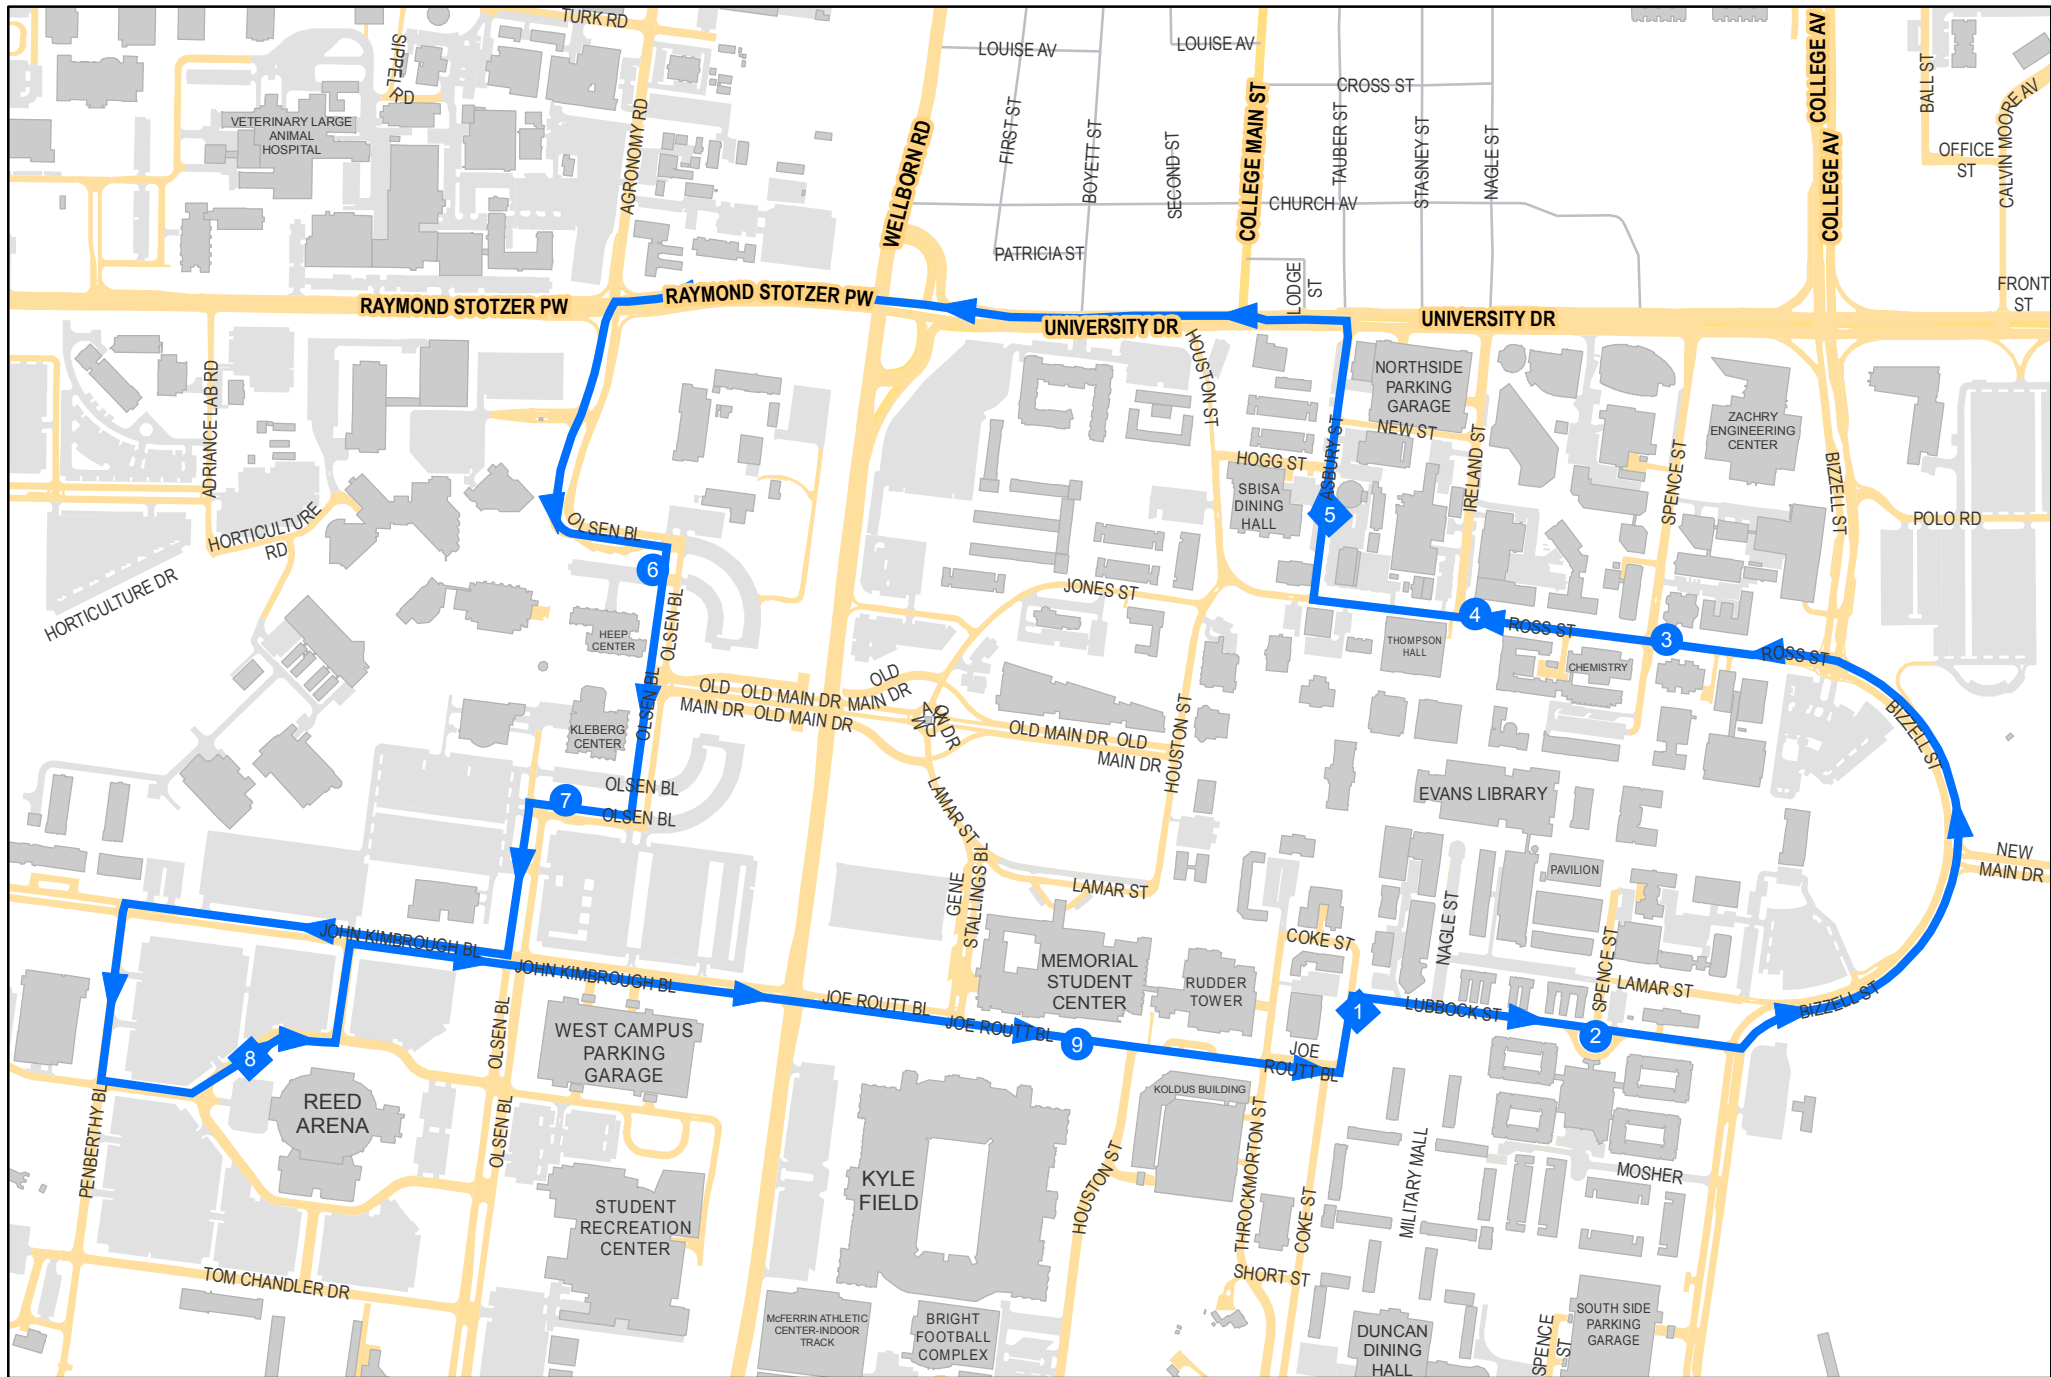 TURK RD
LOUISE AV
LOUISE AV
SIPPEL
RD
CROSS ST
COLLEGE AV
BALL ST
CALVIN MOORE AV
VETERINARY LARGE
ANIMAL
HOSPITAL
AGRONOMY RD
WELLBORN RD
FIRST ST
BOYETT ST
SECOND ST
COLLEGE MAIN ST
TAUBER ST
STASNEY ST
NAGLE ST
COLLEGE AV
OFFICE
ST
CHURCH AV
PATRICIA ST
LODGE
ST
FRONT
ST
RAYMOND STOTZER PW
RAYMOND STOTZER PW
UNIVERSITY DR
UNIVERSITY DR
ADRIANCE LAB RD
HOUSTON ST
NORTHSIDE
PARKING
GARAGE
NEW ST
ASBURY ST
IRELAND ST
SPENCE ST
ZACHRY
ENGINEERING
CENTER
BIZZELL ST
HOGG ST
SBISA
DINING
HALL
5
POLO RD
HORTICULTURE
RD
HORTICULTURE DR
OLSEN BL
6
OLSEN BL
HEEP
CENTER
JONES ST
4
ROSS ST
3
ROSS ST
THOMPSON
HALL
CHEMISTRY
OLSEN BL
OLD
MAIN DR
OLD MAIN DR
OLD MAIN DR
OLD
MAIN DR
OLD MAIN DR
OLD
MAIN DR
HOUSTON ST
BIZZELL ST
KLEBERG
CENTER
OLSEN BL
7
OLSEN BL
LAMAR ST
EVANS LIBRARY
PAVILION
NEW
MAIN DR
GENE
STALLINGS BL
LAMAR ST
NAGLE ST
COKE ST
SPENCE ST
LAMAR ST
JOHN KIMBROUGH BL
JOHN KIMBROUGH BL
JOE ROUTT BL
JOE ROUTT BL
MEMORIAL
STUDENT
CENTER
RUDDER
TOWER
1
LUBBOCK ST
2
BIZZELL ST
9
JOE
ROUTT BL
8
OLSEN BL
WEST CAMPUS
PARKING
GARAGE
KOLDUS BUILDING
PENBERTHY BL
REED
ARENA
OLSEN BL
KYLE
FIELD
HOUSTON ST
THROCKMORTON ST
COKE ST
MILITARY MALL
MOSHER
STUDENT
RECREATION
CENTER
TOM CHANDLER DR
SHORT ST
McFERRIN ATHLETIC
CENTER-INDOOR
TRACK
BRIGHT
FOOTBALL
COMPLEX
DUNCAN
DINING
HALL
SPENCE
ST
SOUTH SIDE
PARKING
GARAGE